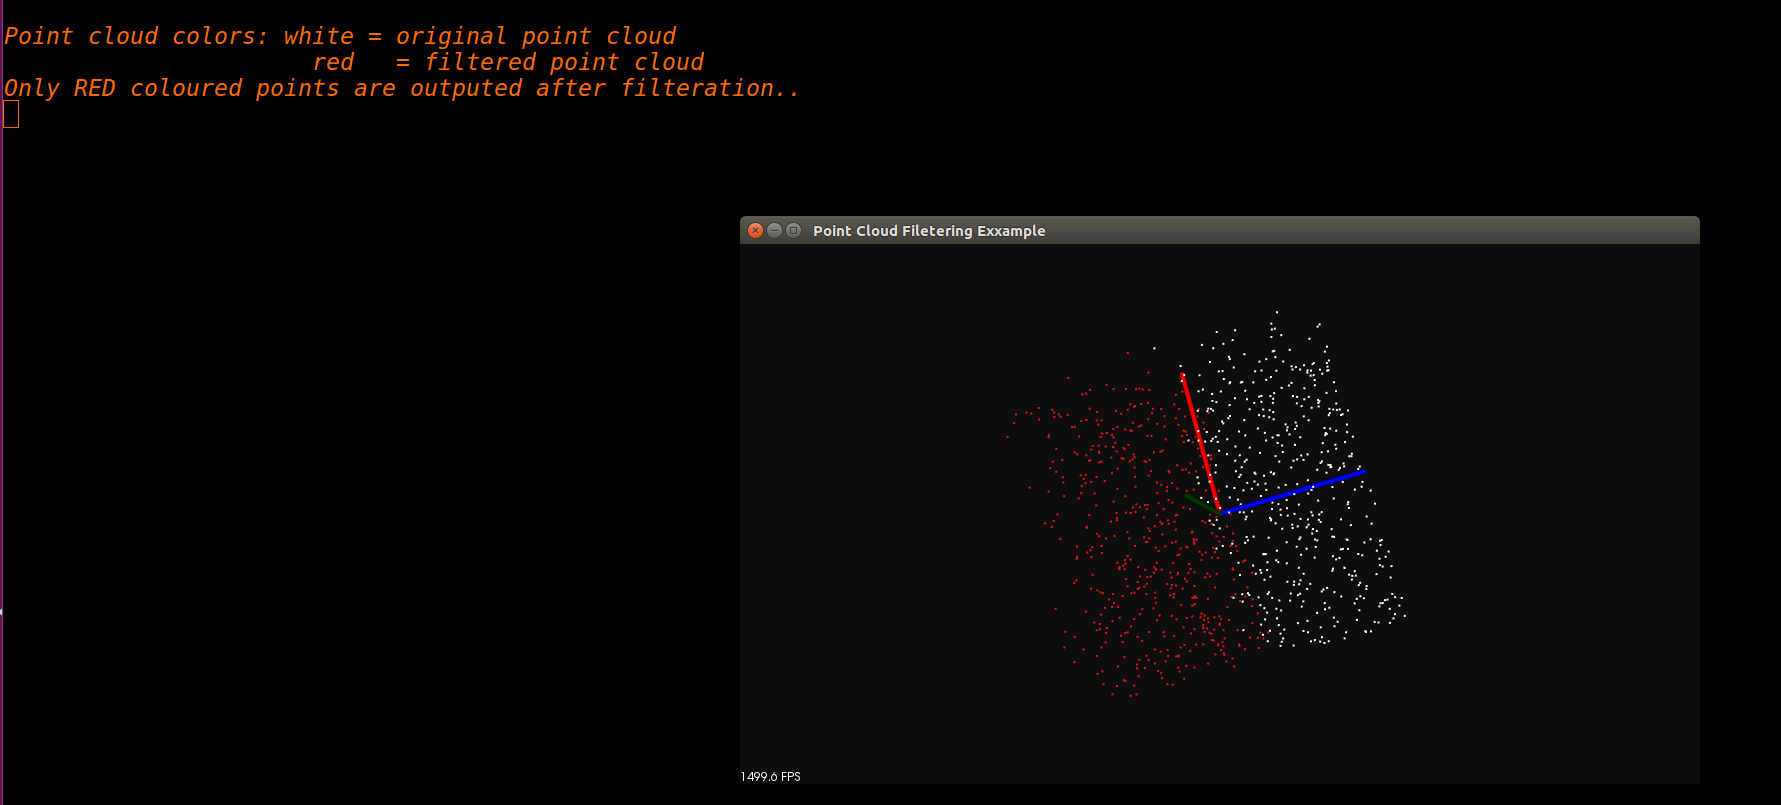 Point cloud colors: white = original point cloud
red = filtered point cloud
Only RED coloured points are outputed after filteration..
Point Cloud Filetering Exxample
1499.6 FPS